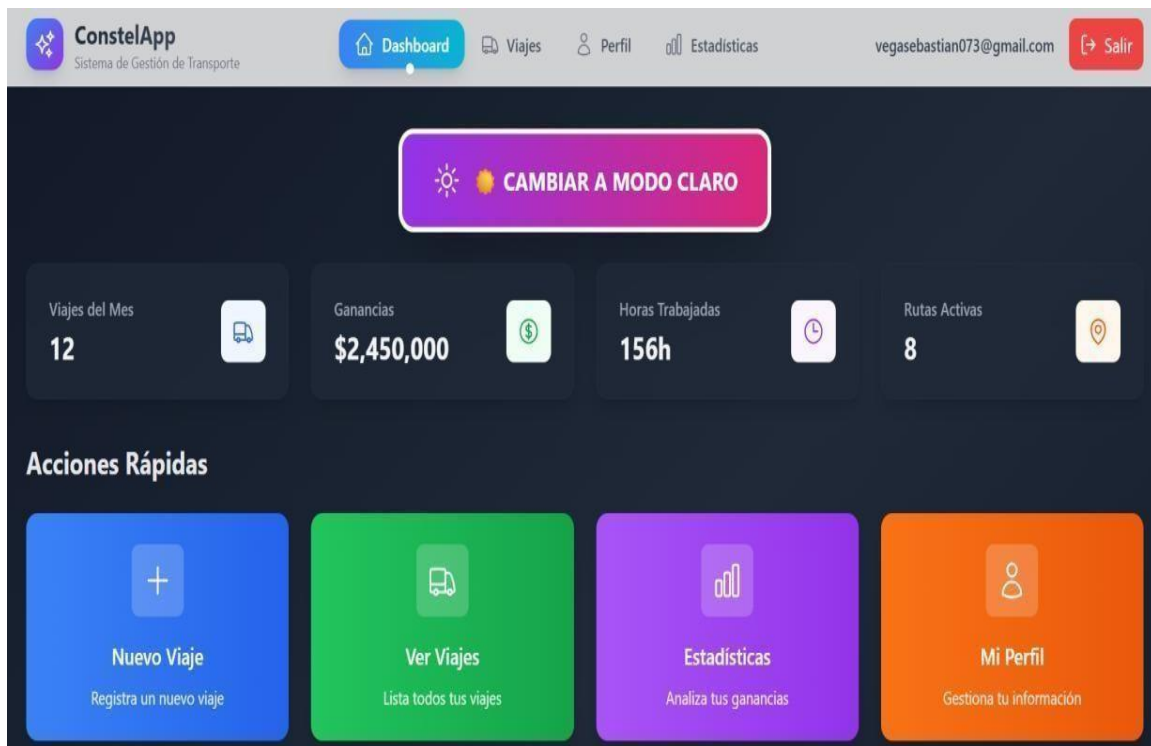 ConstelApp
Sistema de Gestión de Transporte
Dashboard
Viajes
Perfil
Estadísticas
vegasebastian073@gmail.com
Salir
CAMBIAR A MODO CLARO
Viajes del Mes
12
Ganancias
$2,450,000
Horas Trabajadas
156h
Rutas Activas
8
Acciones Rápidas
Nuevo Viaje
Registra un nuevo viaje
Ver Viajes
Lista todos tus viajes
Estadísticas
Analiza tus ganancias
Mi Perfil
Gestiona tu información